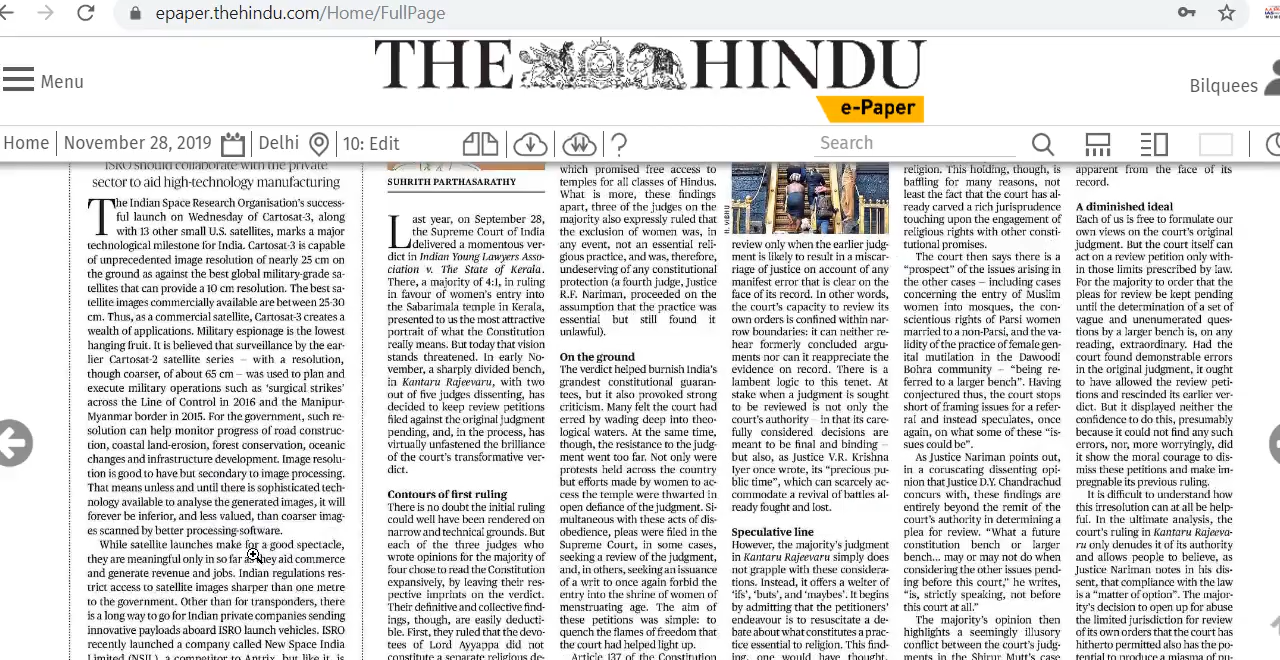 epaper.thehindu.com/Home/FullPage
THE HINDU
e-Paper
Menu
Bilquees
Home
November 28, 2019
Delhi
10: Edit
?
Search
ISRO should collaborate with the private
sector to aid high-technology manufacturing
The Indian Space Research Organisation's success-
ful launch on Wednesday of Cartosat-3, along
with 13 other small U.S. satellites, marks a major
technological milestone for India. Cartosat-3 is capable
of unprecedented image resolution of nearly 25 cm on
the ground as against the best global military-grade sa-
tellites that can provide a 10 cm resolution. The best sa-
tellite images commercially available are between 25-30
cm. Thus, as a commercial satellite, Cartosat-3 creates a
wealth of applications. Military espionage is the lowest
hanging fruit. It is believed that surveillance by the ear-
lier Cartosat-2 satellite series – with a resolution,
though coarser, of about 65 cm – was used to plan and
execute military operations such as 'surgical strikes'
across the Line of Control in 2016 and the Manipur-
Myanmar border in 2015. For the government, such re-
solution can help monitor progress of road construc-
tion, coastal land-erosion, forest conservation, oceanic
changes and infrastructure development. Image resolu-
tion is good to have but secondary to image processing.
That means unless and until there is sophisticated tech-
nology available to analyse the generated images, it will
forever be inferior, and less valued, than coarser imag-
es scanned by better processing-software.
While satellite launches make for a good spectacle,
they are meaningful only in so far as they aid commerce
and generate revenue and jobs. Indian regulations res-
trict access to satellite images sharper than one metre
to the government. Other than for transponders, there
is a long way to go for Indian private companies sending
innovative payloads aboard ISRO launch vehicles. ISRO
recently launched a company called New Space India
Limited (NSIL), a competitor to Antrix, but like it, is
SUHRITH PARTHASARATHY
Last year, on September 28,
the Supreme Court of India
delivered a momentous ver-
dict in Indian Young Lawyers Asso-
ciation v. The State of Kerala.
There, a majority of 4:1, in ruling
in favour of women's entry into
the Sabarimala temple in Kerala,
presented to us the most attractive
portrait of what the Constitution
really means. But today that vision
stands threatened. In early No-
vember, a sharply divided bench,
in Kantaru Rajeevaru, with two
out of five judges dissenting, has
decided to keep review petitions
filed against the original judgment
pending, and, in the process, has
virtually unfastened the brilliance
of the court's transformative ver-
dict.
Contours of first ruling
There is no doubt the initial ruling
could well have been rendered on
narrow and technical grounds. But
each of the three judges who
wrote opinions for the majority of
four chose to read the Constitution
expansively, by leaving their res-
pective imprints on the verdict.
Their definitive and collective find-
ings, though, are easily deducti-
ble. First, they ruled that the devo-
tees of Lord Ayyappa did not
constitute a separate religious de-
which promised free access to
temples for all classes of Hindus.
What is more, these findings
apart, three of the judges on the
majority also expressly ruled that
the exclusion of women was, in
any event, not an essential reli-
gious practice, and was, therefore,
undeserving of any constitutional
protection (a fourth judge, Justice
R.F. Nariman, proceeded on the
assumption that the practice was
essential but still found it
unlawful).
On the ground
The verdict helped burnish India's
grandest constitutional guaran-
tees, but it also provoked strong
criticism. Many felt the court had
erred by wading deep into theo-
logical waters. At the same time,
though, the resistance to the judg-
ment went too far. Not only were
protests held across the country
but efforts made by women to ac-
cess the temple were thwarted in
open defiance of the judgment. Si-
multaneous with these acts of dis-
obedience, pleas were filed in the
Supreme Court, in some cases,
seeking a review of the judgment,
and, in others, seeking an issuance
of a writ to once again forbid the
entry into the shrine of women of
menstruating age. The aim of
these petitions was simple: to
quench the flames of freedom that
the court had helped light up.
Article 137 of the Constitution
H. VIBHU
review only when the earlier judg-
ment is likely to result in a miscar-
riage of justice on account of any
manifest error that is clear on the
face of its record. In other words,
the court's capacity to review its
own orders is confined within nar-
row boundaries: it can neither re-
hear formerly concluded argu-
ments nor can it reappreciate the
evidence on record. There is a
lambent logic to this tenet. At
stake when a judgment is sought
to be reviewed is not only the
court's authority – in that its care-
fully considered decisions are
meant to be final and binding –
but also, as Justice V.R. Krishna
Iyer once wrote, its "precious pu-
blic time", which can scarcely ac-
commodate a revival of battles al-
ready fought and lost.
Speculative line
However, the majority's judgment
in Kantaru Rajeevaru simply does
not grapple with these considera-
tions. Instead, it offers a welter of
'ifs', 'buts', and 'maybes'. It begins
by admitting that the petitioners'
endeavour is to resuscitate a de-
bate about what constitutes a prac-
tice essential to religion. This find-
ing, one would have thought,
religion. This holding, though, is
baffling for many reasons, not
least the fact that the court has al-
ready carved a rich jurisprudence
touching upon the engagement of
religious rights with other consti-
tutional promises.
The court then says there is a
"prospect" of the issues arising in
the other cases – including cases
concerning the entry of Muslim
women into mosques, the con-
scientious rights of Parsi women
married to a non-Parsi, and the va-
lidity of the practice of female gen-
ital mutilation in the Dawoodi
Bohra community – "being re-
ferred to a larger bench". Having
conjectured thus, the court stops
short of framing issues for a refer-
ral and instead speculates, once
again, on what some of these "is-
sues could be".
As Justice Nariman points out,
in a coruscating dissenting opi-
nion that Justice D.Y. Chandrachud
concurs with, these findings are
entirely beyond the remit of the
court's authority in determining a
plea for review. "What a future
constitution bench or larger
bench... may or may not do when
considering the other issues pend-
ing before this court," he writes,
"is, strictly speaking, not before
this court at all."
The majority's opinion then
highlights a seemingly illusory
conflict between the court's judg-
ments in the Shirur Mutt's case
apparent from the face of its
record.
A diminished ideal
Each of us is free to formulate our
own views on the court's original
judgment. But the court itself can
act on a review petition only with-
in those limits prescribed by law.
For the majority to order that the
pleas for review be kept pending
until the determination of a set of
vague and unenumerated ques-
tions by a larger bench is, on any
reading, extraordinary. Had the
court found demonstrable errors
in the original judgment, it ought
to have allowed the review peti-
tions and rescinded its earlier ver-
dict. But it displayed neither the
confidence to do this, presumably
because it could not find any such
errors, nor, more worryingly, did
it show the moral courage to dis-
miss these petitions and make im-
pregnable its previous ruling.
It is difficult to understand how
this irresolution can at all be help-
ful. In the ultimate analysis, the
court's ruling in Kantaru Rajeeva-
ru only denudes it of its authority
and allows people to believe, as
Justice Nariman notes in his dis-
sent, that compliance with the law
is a "matter of option". The major-
ity's decision to open up for abuse
the limited jurisdiction for review
of its own orders that the court has
hitherto permitted also has the po-
tential to produce a miasma of nu-